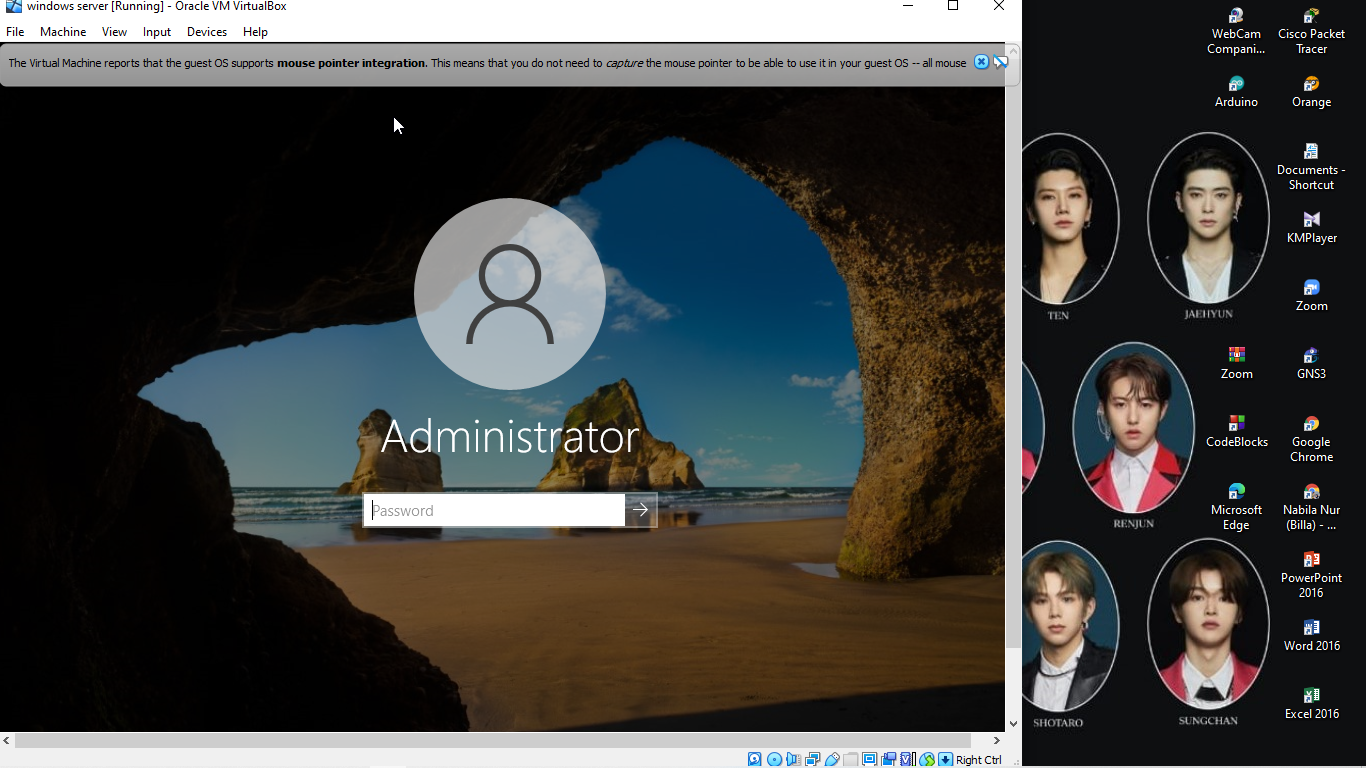 windows server [Running] - Oracle VM VirtualBox
File Machine View Input Devices Help
The Virtual Machine reports that the guest OS supports mouse pointer integration. This means that you do not need to capture the mouse pointer to be able to use it in your guest OS -- all mouse
Administrator
Password
Right Ctrl
WebCam
Compani...
Cisco Packet
Tracer
Arduino
Orange
Documents -
Shortcut
KMPlayer
Zoom
Zoom
GNS3
CodeBlocks
Google
Chrome
Microsoft
Edge
Nabila Nur
(Billa) - ...
PowerPoint
2016
Word 2016
Excel 2016
TEN
JAEHYUN
RENJUN
SHOTARO
SUNGCHAN